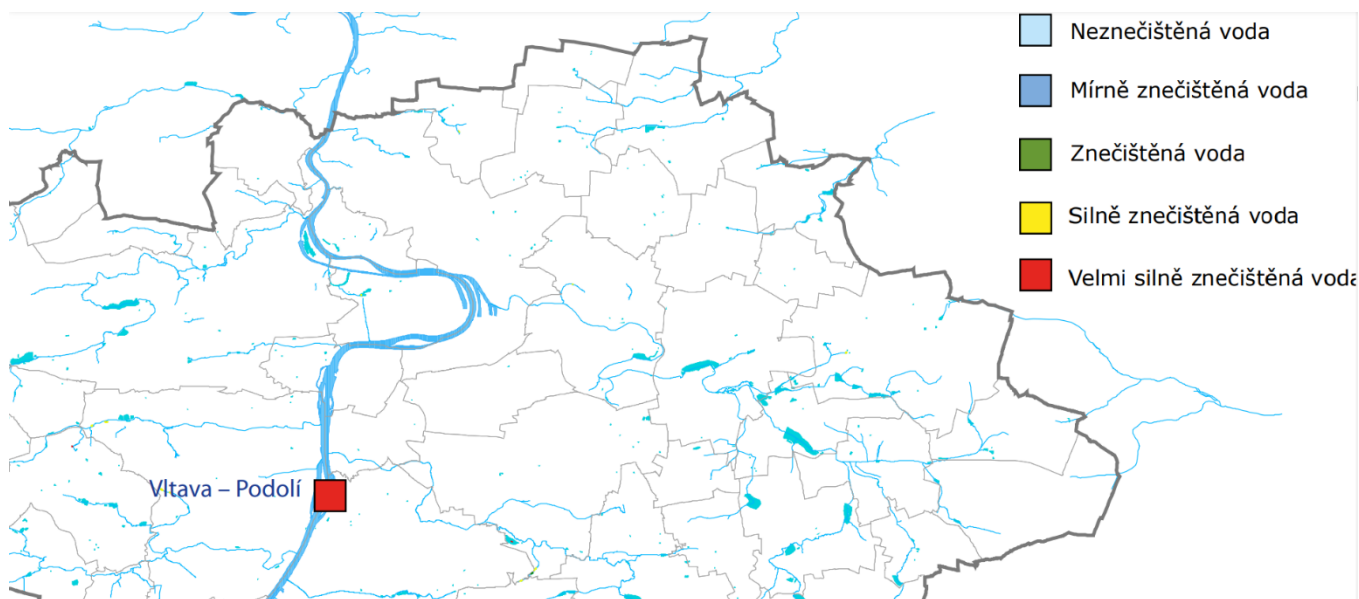 Neznečištěná voda
Mírně znečištěná voda
Znečištěná voda
Silně znečištěná voda
Velmi silně znečištěná voda
Vltava – Podolí